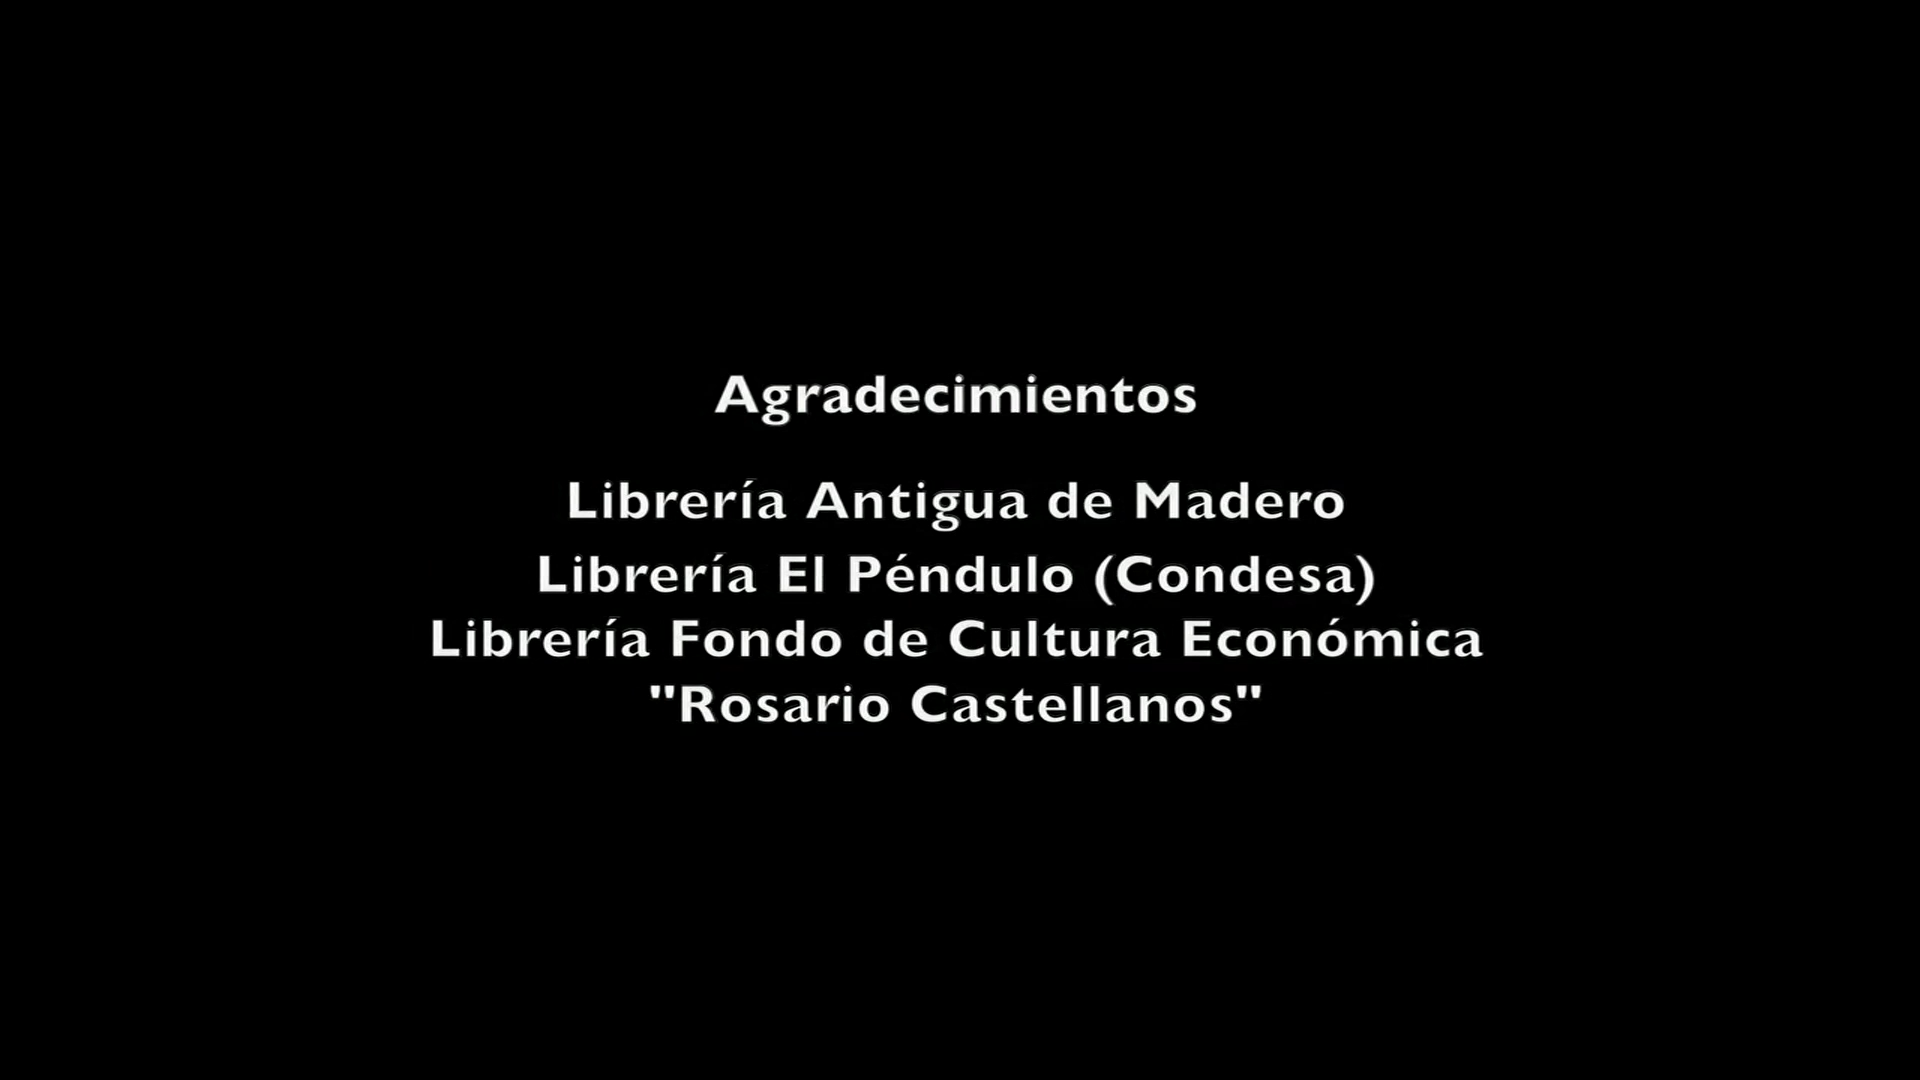 Agradecimientos
Librería Antigua de Madero
Librería El Péndulo (Condesa)
Librería Fondo de Cultura Económica
"Rosario Castellanos"